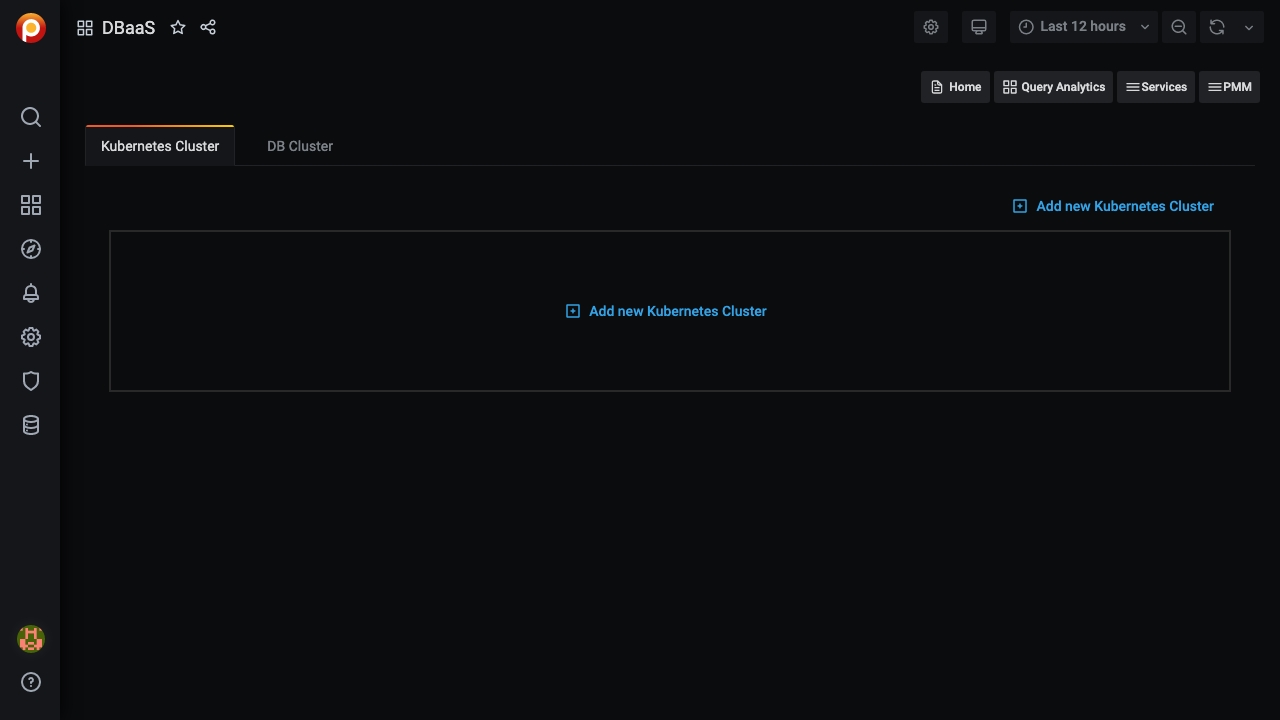 DBaaS
Last 12 hours
Home
Query Analytics
Services
PMM
Kubernetes Cluster
DB Cluster
Add new Kubernetes Cluster
Add new Kubernetes Cluster